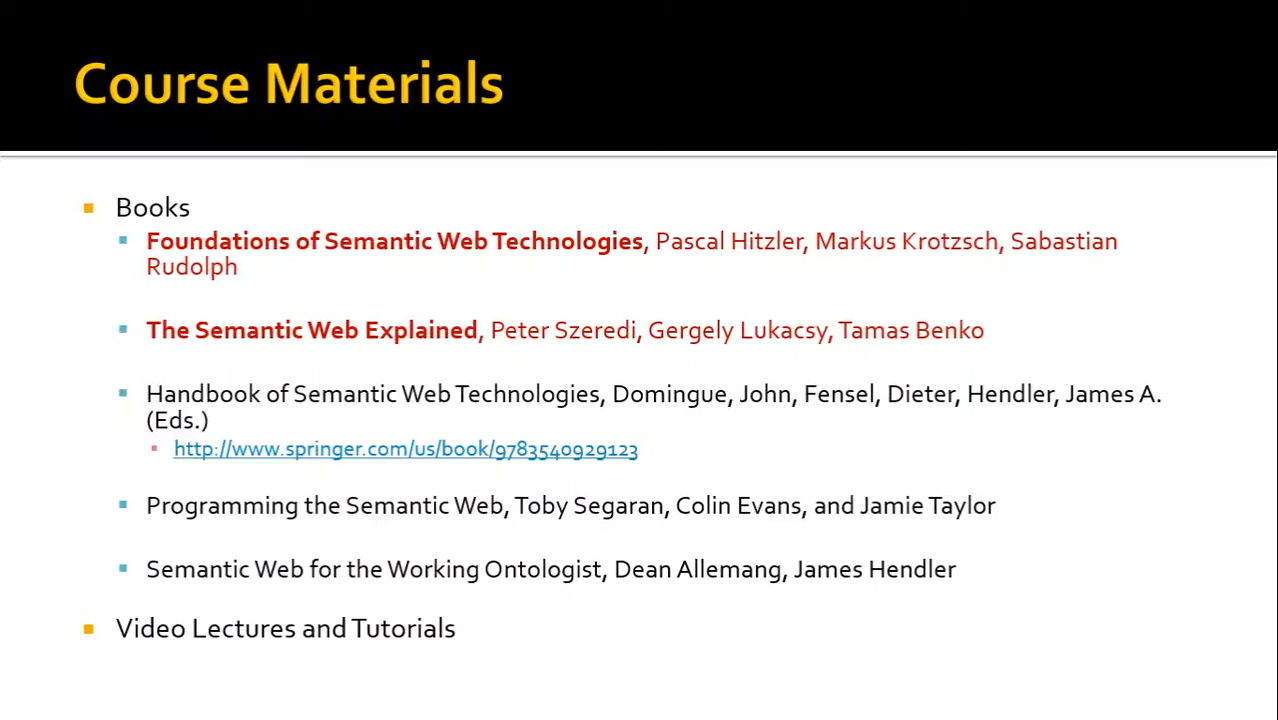 Course Materials
Books
Foundations of Semantic Web Technologies, Pascal Hitzler, Markus Krotzsch, Sabastian
Rudolph
The Semantic Web Explained, Peter Szeredi, Gergely Lukacsy, Tamas Benko
Handbook of Semantic Web Technologies, Domingue, John, Fensel, Dieter, Hendler, James A.
(Eds.)
http://www.springer.com/us/book/9783540929123
Programming the Semantic Web, Toby Segaran, Colin Evans, and Jamie Taylor
Semantic Web for the Working Ontologist, Dean Allemang, James Hendler
Video Lectures and Tutorials